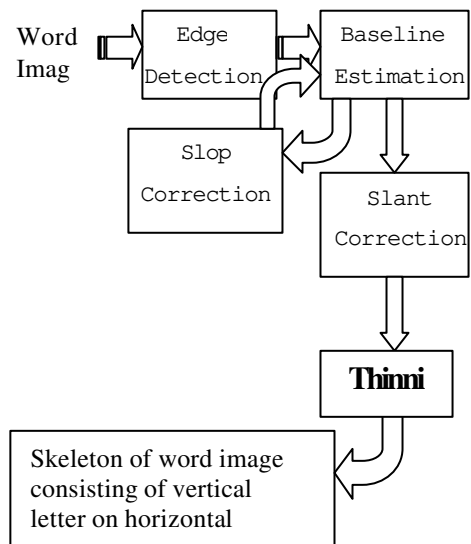 Word
Imag
Edge
Detection
Baseline
Estimation
Slop
Correction
Slant
Correction
Thinni
Skeleton of word image
consisting of vertical
letter on horizontal